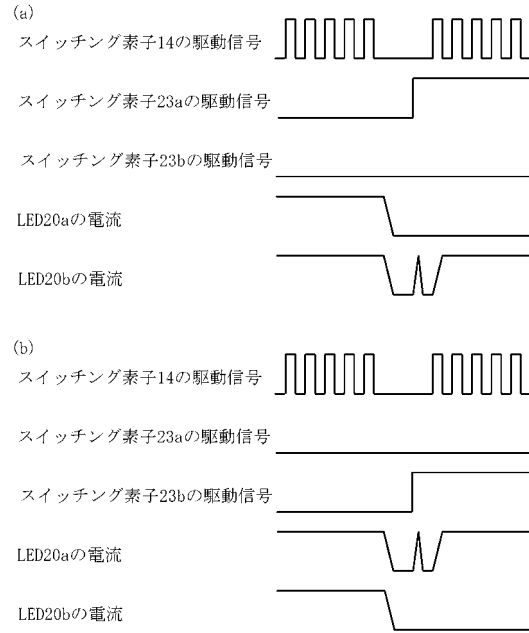 (a)
スイッチング素子14の駆動信号
スイッチング素子23aの駆動信号
スイッチング素子23bの駆動信号
LED20aの電流
LED20bの電流
(b)
スイッチング素子14の駆動信号
スイッチング素子23aの駆動信号
スイッチング素子23bの駆動信号
LED20aの電流
LED20bの電流